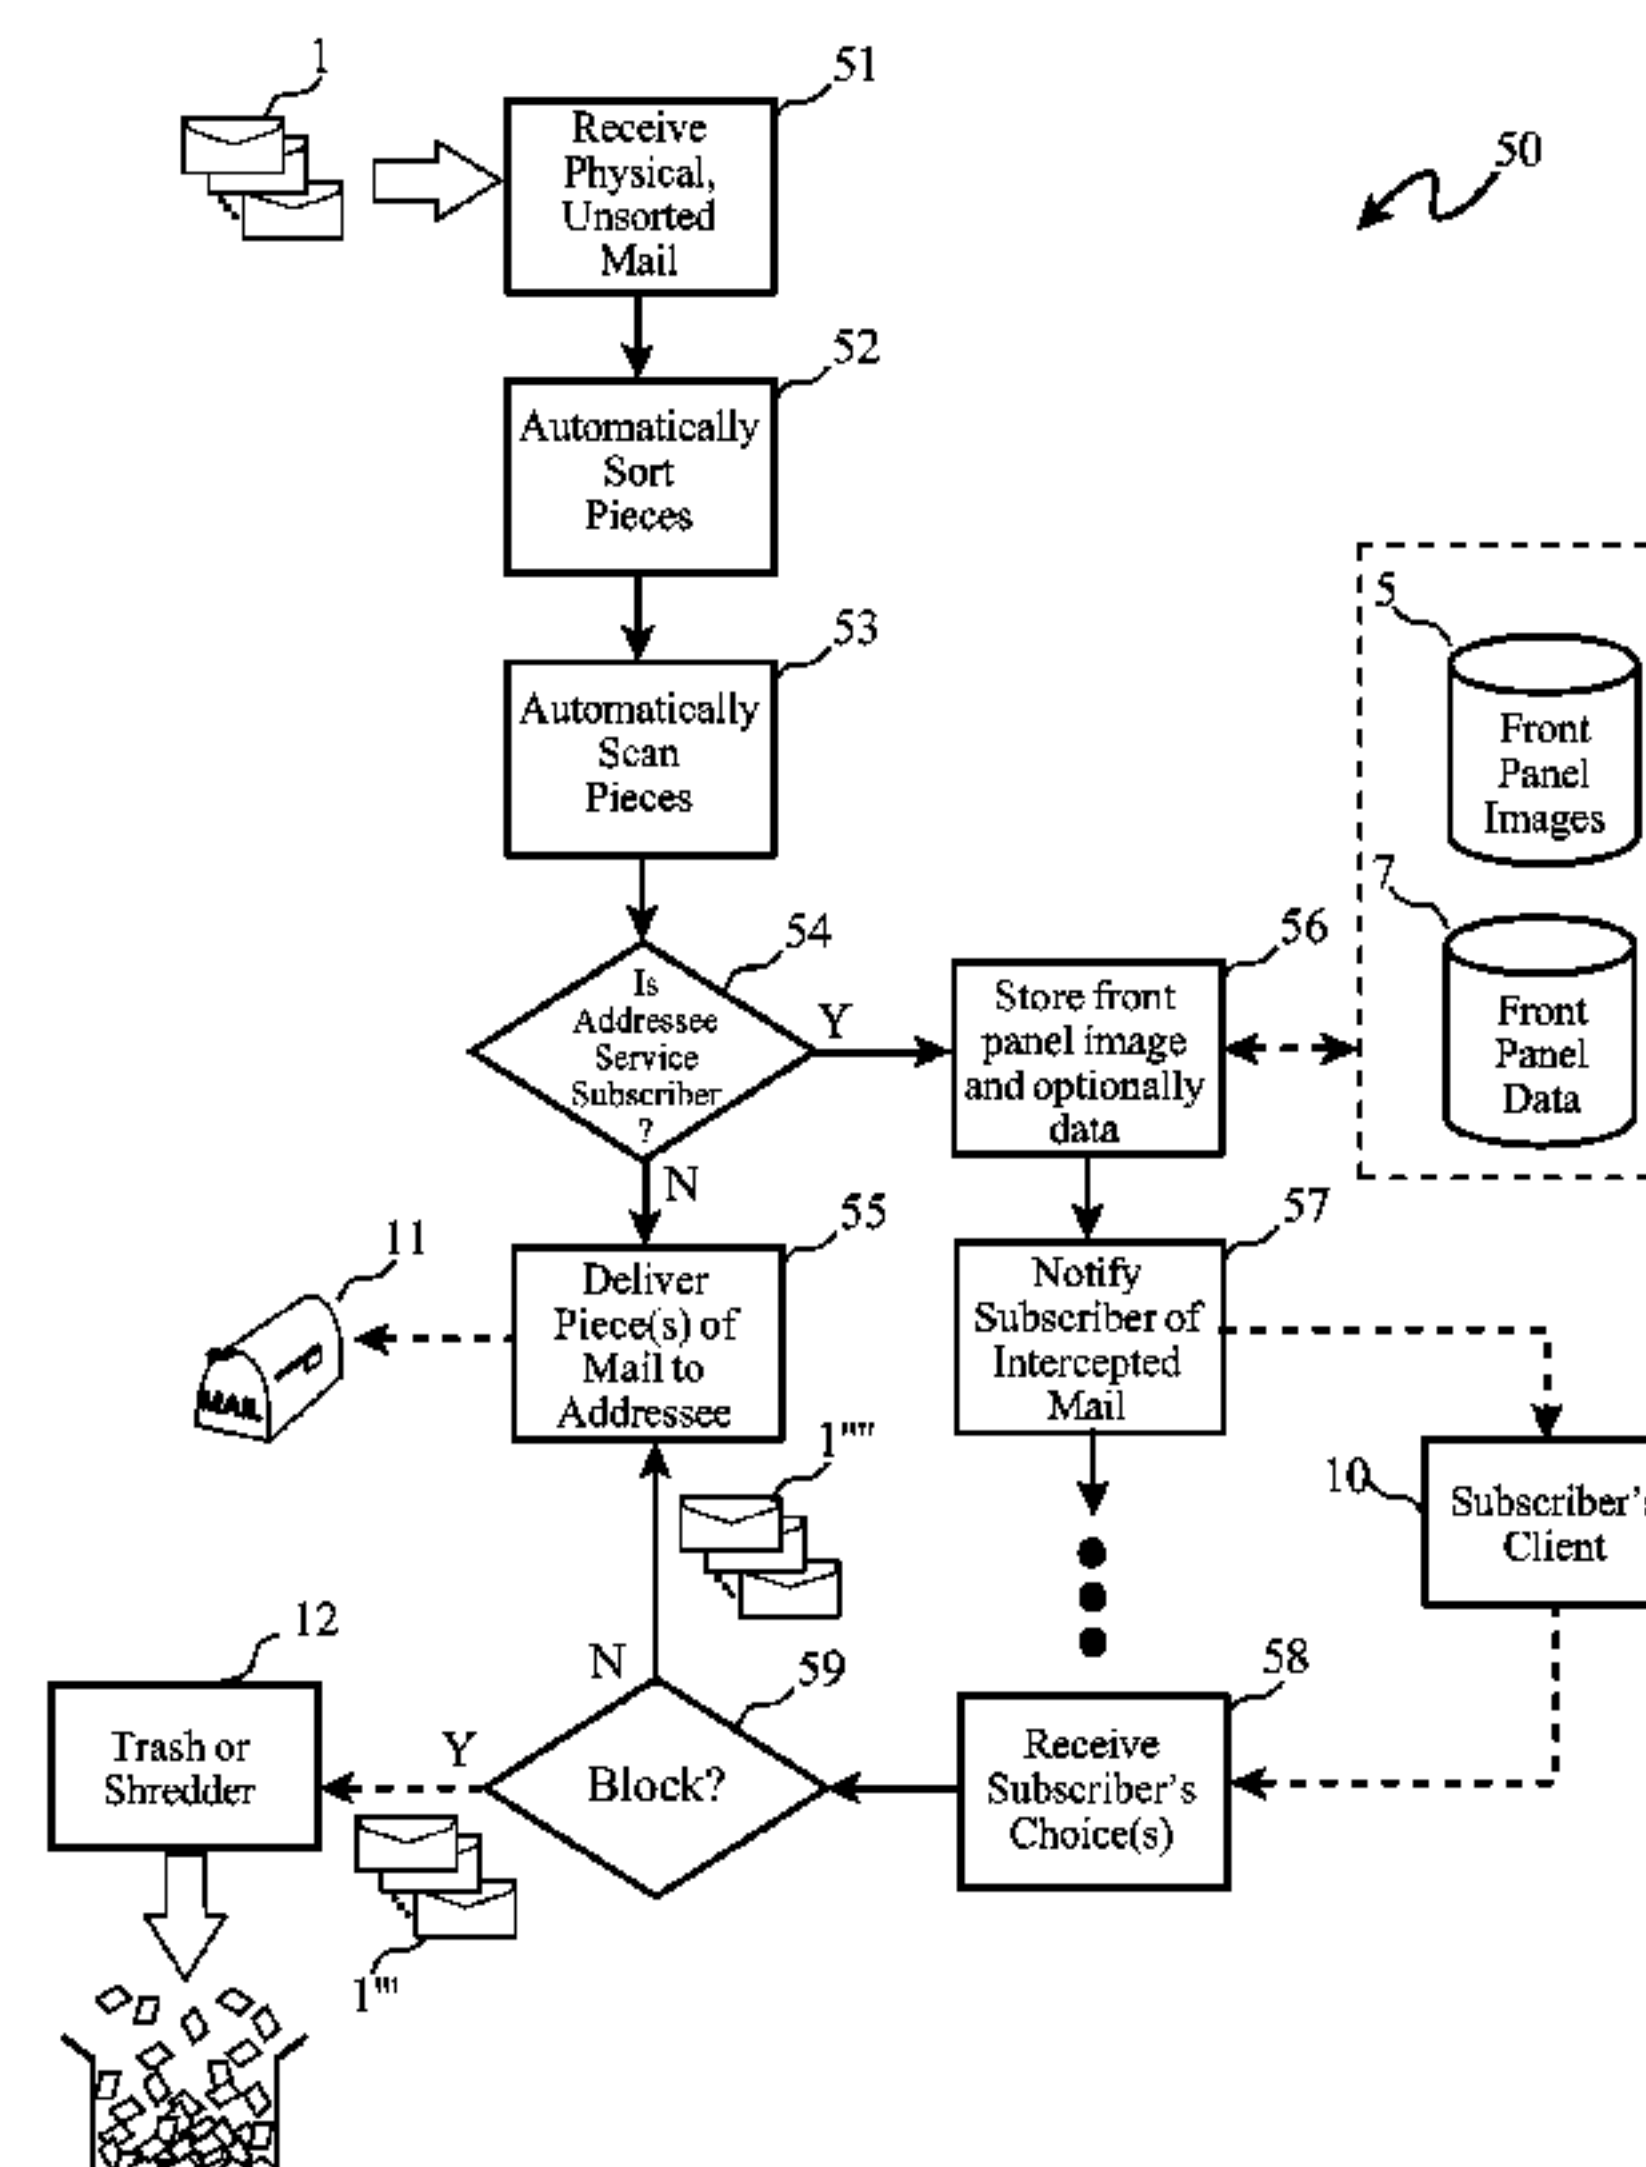 1
51
Receive
Physical,
Unsorted
Mail
50
52
Automatically
Sort
Pieces
53
Automatically
Scan
Pieces
5
Front
Panel
Images
7
Front
Panel
Data
54
Is
Addressee
Service
Subscriber
?
Y
N
56
Store front
panel image
and optionally
data
55
Deliver
Piece(s) of
Mail to
Addressee
11
MAIL
57
Notify
Subscriber of
Intercepted
Mail
1""
10
Subscriber's
Client
12
Trash or
Shredder
N
Y
59
Block?
58
Receive
Subscriber's
Choice(s)
1'"